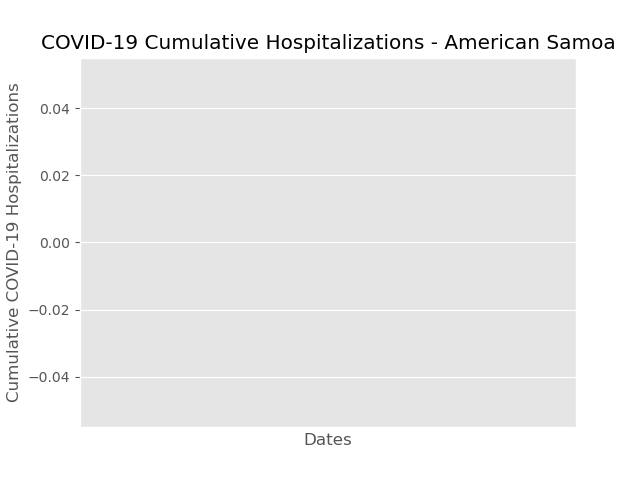 COVID-19 Cumulative Hospitalizations - American Samoa
Cumulative COVID-19 Hospitalizations
0.04
0.02
0.00
−0.02
−0.04
Dates